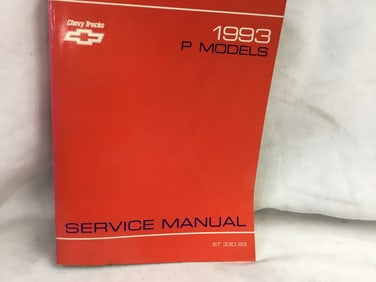 Chevy Trucks
1993
P MODELS
SERVICE MANUAL
ST 330-93